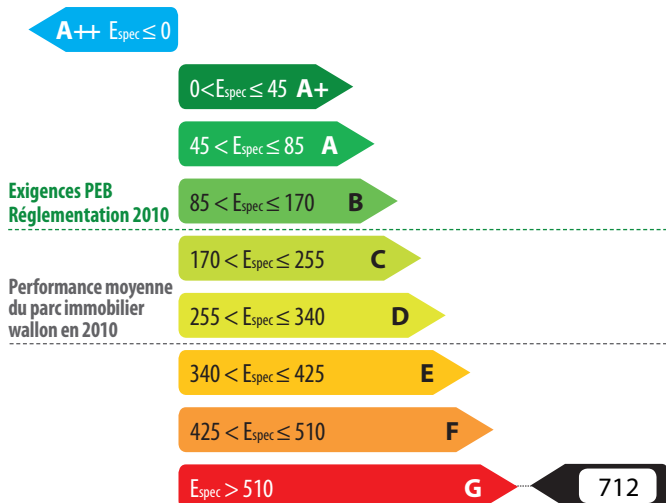 A++ Espec ≤ 0
0 < Espec ≤ 45 A+
45 < Espec ≤ 85 A
Exigences PEB
Réglementation 2010
85 < Espec ≤ 170 B
170 < Espec ≤ 255 C
Performance moyenne
du parc immobilier
wallon en 2010
255 < Espec ≤ 340 D
340 < Espec ≤ 425 E
425 < Espec ≤ 510 F
Espec > 510 G 712